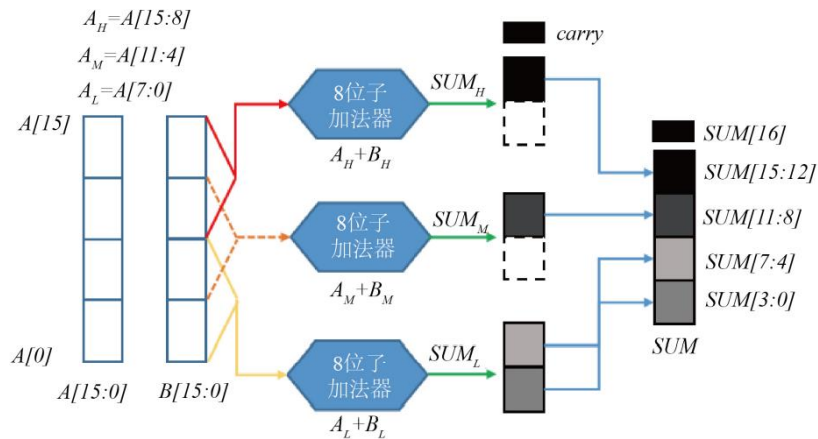 A_H=A[15:8]
A_M=A[11:4]
A_L=A[7:0]
A[15]
A[0]
A[15:0]
B[15:0]
8位子
加法器
A_H+B_H
SUM_H
carry
8位子
加法器
A_M+B_M
SUM_M
8位子
加法器
A_L+B_L
SUM_L
SUM[16]
SUM[15:12]
SUM[11:8]
SUM[7:4]
SUM[3:0]
SUM